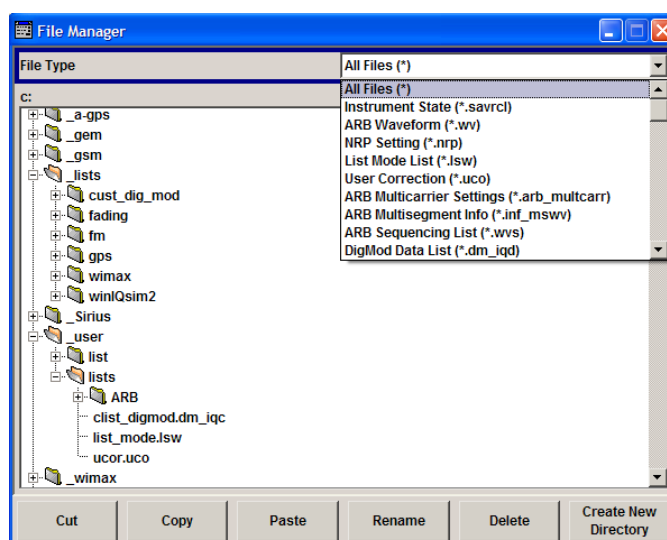 File Manager
File Type
All Files (*)
c:
All Files (*)
Instrument State (*.savrcl)
ARB Waveform (*.wv)
NRP Setting (*.nrp)
List Mode List (*.lsw)
User Correction (*.uco)
ARB Multicarrier Settings (*.arb_multcarr)
ARB Multisegment Info (*.inf_mswv)
ARB Sequencing List (*.wvs)
DigMod Data List (*.dm_iqd)
_a-gps
_gem
_gsm
_lists
cust_dig_mod
fading
fm
gps
wimax
winIQsim2
_Sirius
_user
list
lists
ARB
clist_digmod.dm_iqc
list_mode.lsw
ucor.uco
_wimax
Cut
Copy
Paste
Rename
Delete
Create New
Directory